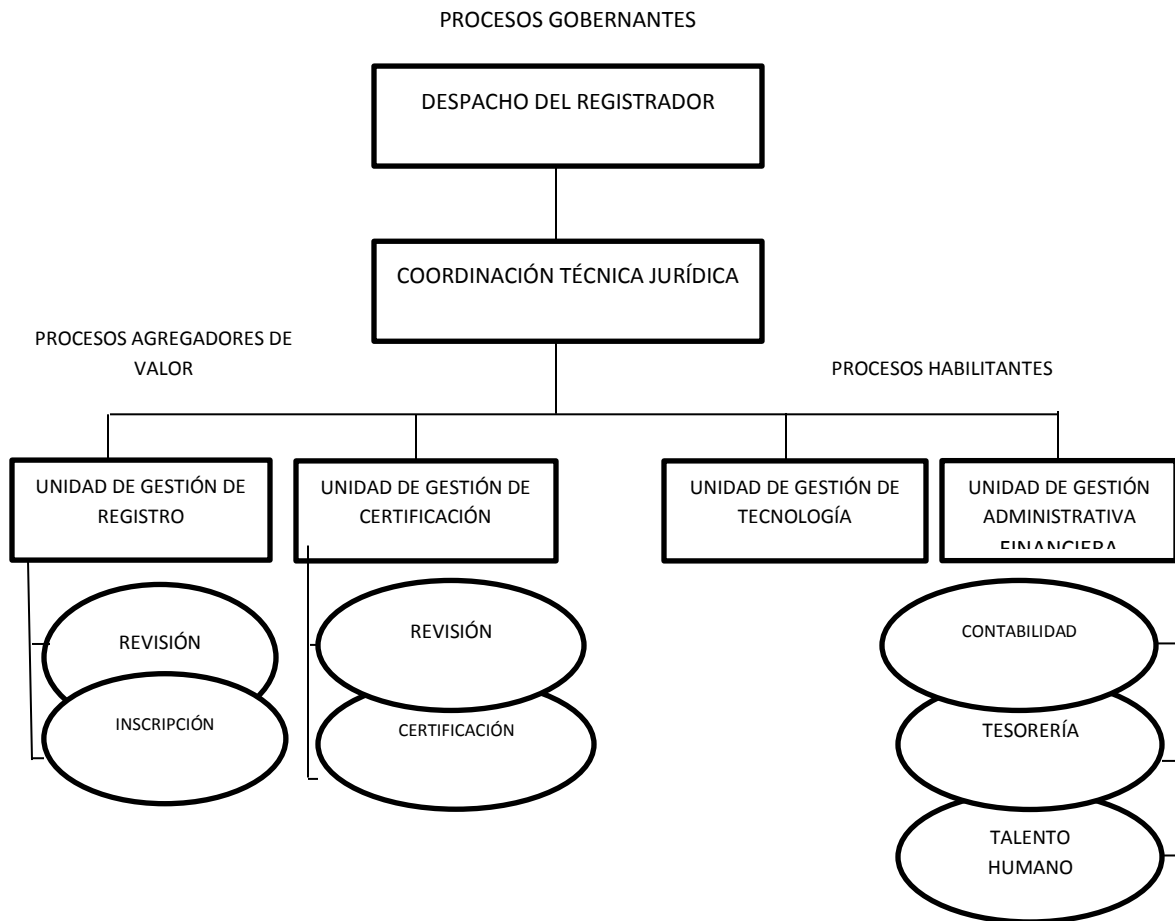 PROCESOS GOBERNANTES
DESPACHO DEL REGISTRADOR
COORDINACIÓN TÉCNICA JURÍDICA
PROCESOS AGREGADORES DE
VALOR
PROCESOS HABILITANTES
UNIDAD DE GESTIÓN DE
REGISTRO
UNIDAD DE GESTIÓN DE
CERTIFICACIÓN
UNIDAD DE GESTIÓN DE
TECNOLOGÍA
UNIDAD DE GESTIÓN
ADMINISTRATIVA
FINANCIERA
REVISIÓN
INSCRIPCIÓN
REVISIÓN
CERTIFICACIÓN
CONTABILIDAD
TESORERÍA
TALENTO
HUMANO